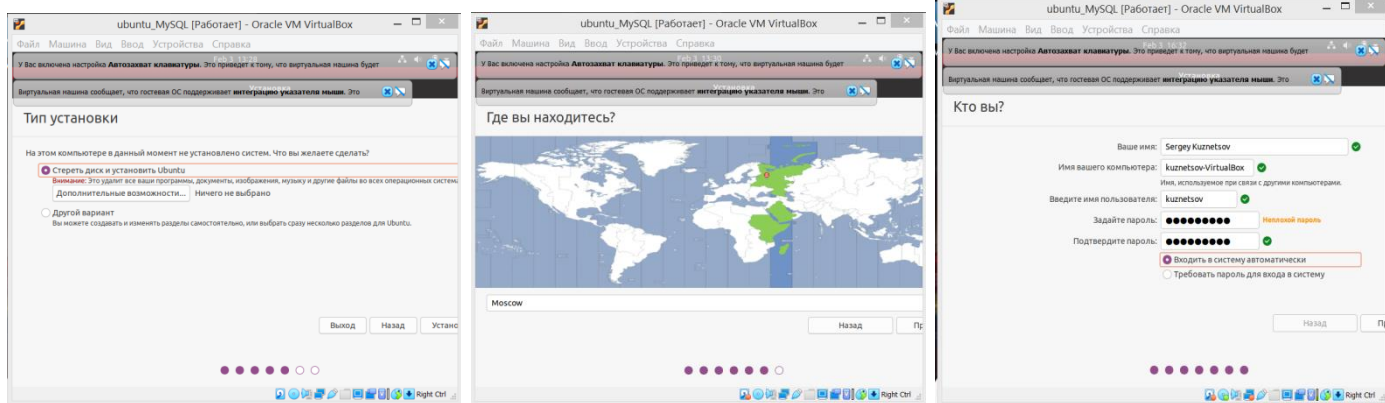 ubuntu_MySQL [Работает] - Oracle VM VirtualBox
Файл Машина Вид Ввод Устройства Справка
У Вас включена настройка Автозахват клавиатуры. Это приведет к тому, что виртуальная машина будет
Виртуальная машина сообщает, что гостевая ОС поддерживает интеграцию указателя мыши. Это
Тип установки
На этом компьютере в данный момент не установлено систем. Что вы желаете сделать?
Стереть диск и установить Ubuntu
Внимание: Это удалит все ваши программы, документы, изображения, музыку и другие файлы во всех операционных система
Дополнительные возможности... Ничего не выбрано
Другой вариант
Вы можете создавать и изменять разделы самостоятельно, или выбрать сразу несколько разделов для Ubuntu.
Выход Назад Устано
Right Ctrl
ubuntu_MySQL [Работает] - Oracle VM VirtualBox
Файл Машина Вид Ввод Устройства Справка
У Вас включена настройка Автозахват клавиатуры. Это приведет к тому, что виртуальная машина будет
Виртуальная машина сообщает, что гостевая ОС поддерживает интеграцию указателя мыши. Это
Где вы находитесь?
Moscow
Назад Пр
Right Ctrl
ubuntu_MySQL [Работает] - Oracle VM VirtualBox
Файл Машина Вид Ввод Устройства Справка
У Вас включена настройка Автозахват клавиатуры. Это приведет к тому, что виртуальная машина будет
Виртуальная машина сообщает, что гостевая ОС поддерживает интеграцию указателя мыши. Это
Кто вы?
Ваше имя: Sergey Kuznetsov
Имя вашего компьютера: kuznetsov-VirtualBox
Имя, используемое при связи с другими компьютерами.
Введите имя пользователя: kuznetsov
Задайте пароль: Неплохой пароль
Подтвердите пароль:
Входить в систему автоматически
Требовать пароль для входа в систему
Назад Пр
Right Ctrl